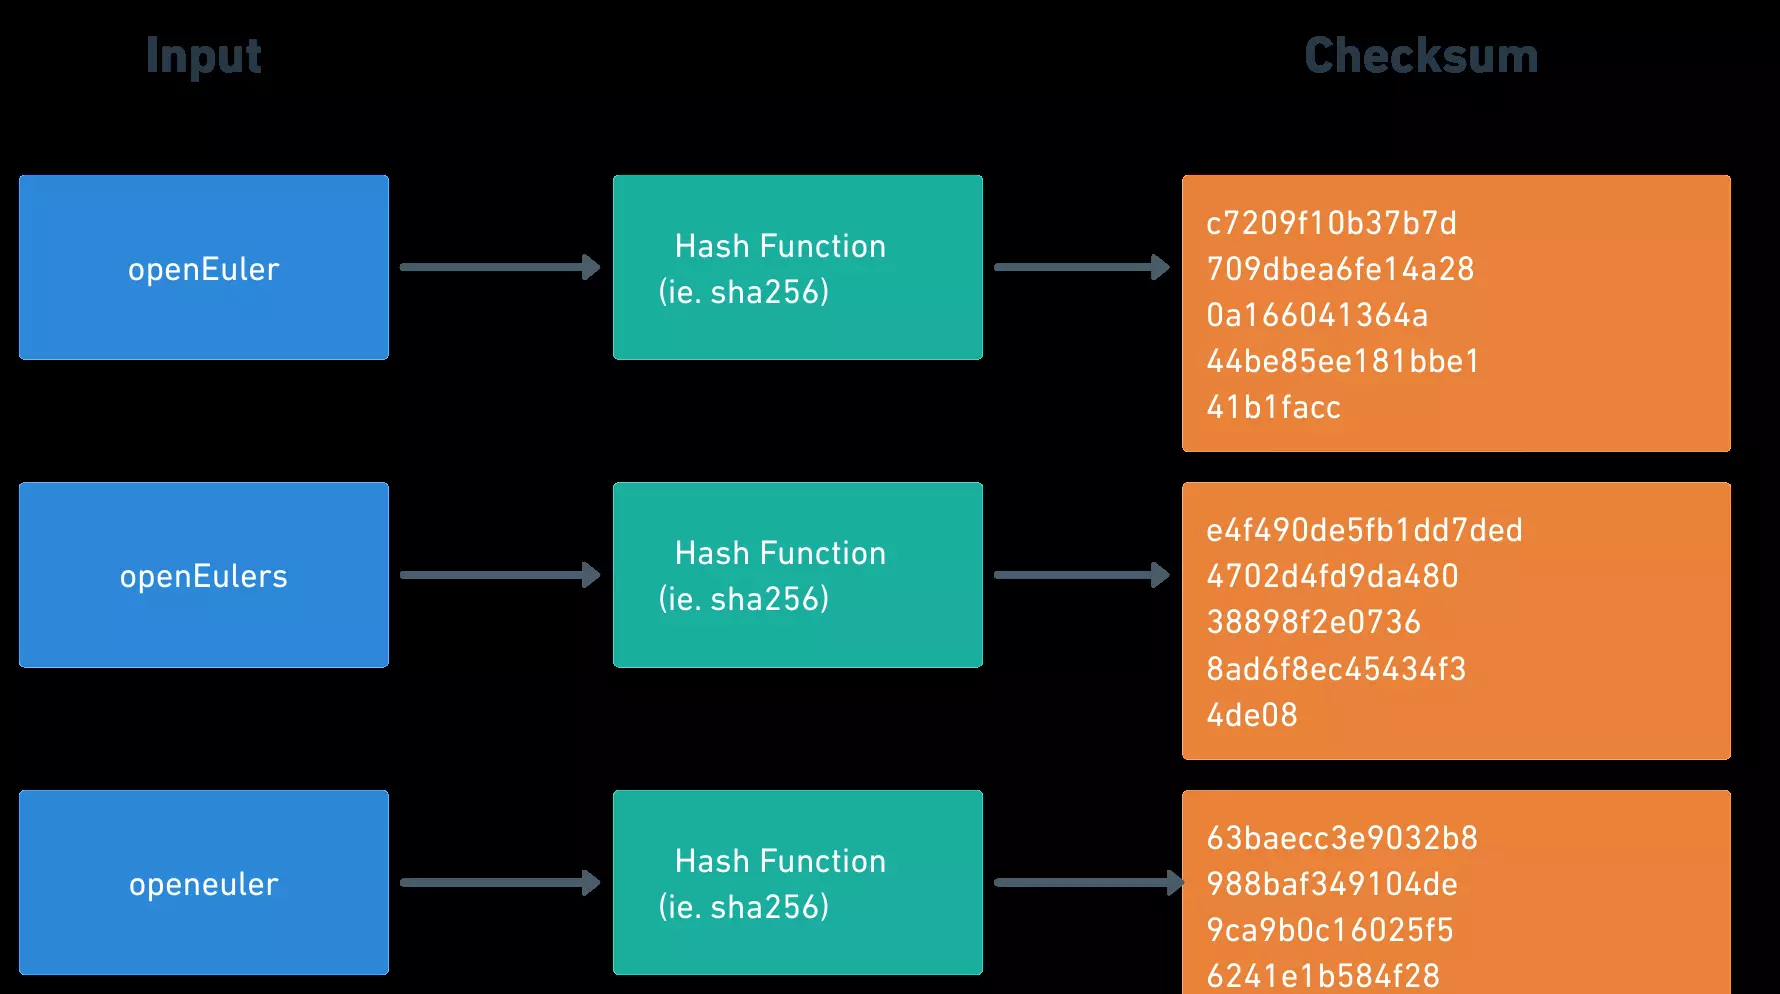 Input
Checksum
openEuler
Hash Function
(ie. sha256)
c7209f10b37b7d
709dbea6fe14a28
0a166041364a
44be85ee181bbe1
41b1facc
openEulers
Hash Function
(ie. sha256)
e4f490de5fb1dd7ded
4702d4fd9da480
38898f2e0736
8ad6f8ec45434f3
4de08
openeuler
Hash Function
(ie. sha256)
63baecc3e9032b8
988baf349104de
9ca9b0c16025f5
6241e1b584f28